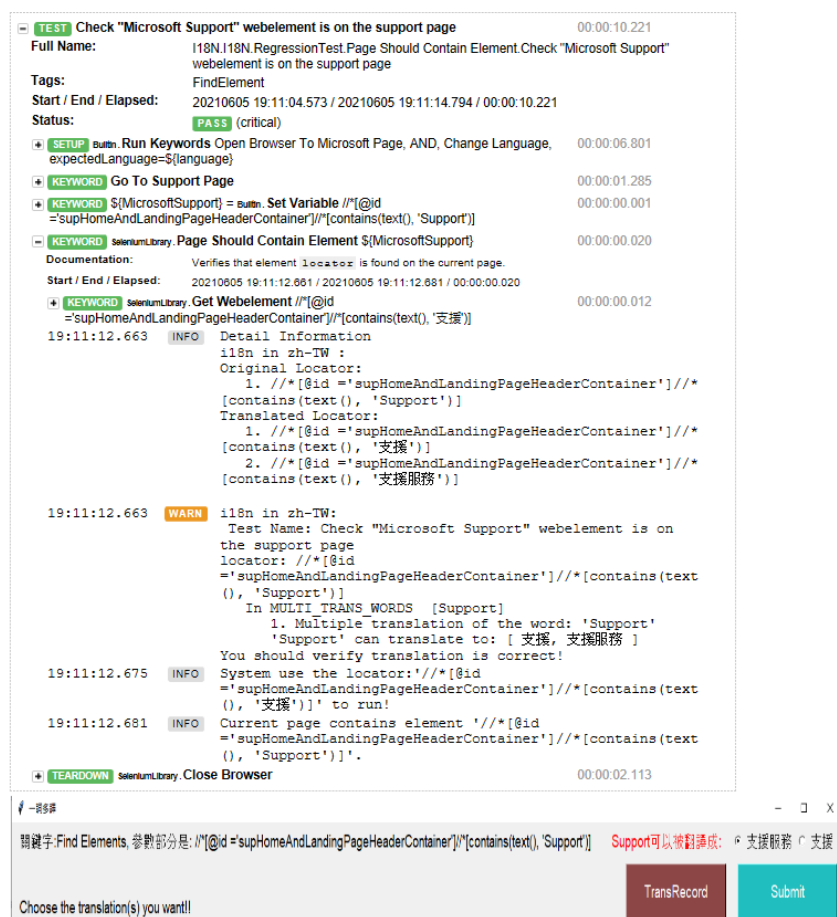 TEST Check "Microsoft Support" webelement is on the support page 00:00:10.221
Full Name: I18N.I18N.RegressionTest.Page Should Contain Element.Check "Microsoft Support"
webelement is on the support page
Tags: FindElement
Start / End / Elapsed: 20210605 19:11:04.573 / 20210605 19:11:14.794 / 00:00:10.221
Status: PASS (critical)
SETUP BuiltIn. Run Keywords Open Browser To Microsoft Page, AND, Change Language, 00:00:06.801
expectedLanguage=${language}
KEYWORD Go To Support Page 00:00:01.285
KEYWORD ${MicrosoftSupport} = BuiltIn. Set Variable //*[@id 00:00:00.001
='supHomeAndLandingPageHeaderContainer']//*[contains(text(), 'Support')]
KEYWORD SeleniumLibrary. Page Should Contain Element ${MicrosoftSupport} 00:00:00.020
Documentation: Verifies that element locator is found on the current page.
Start / End / Elapsed: 20210605 19:11:12.661 / 20210605 19:11:12.681 / 00:00:00.020
KEYWORD SeleniumLibrary. Get Webelement //*[@id 00:00:00.012
='supHomeAndLandingPageHeaderContainer']//*[contains(text(), '支援')]
19:11:12.663 INFO Detail Information
i18n in zh-TW :
Original Locator:
1. //*[@id ='supHomeAndLandingPageHeaderContainer']//*
[contains(text(), 'Support')]
Translated Locator:
1. //*[@id ='supHomeAndLandingPageHeaderContainer']//*
[contains(text(), '支援')]
2. //*[@id ='supHomeAndLandingPageHeaderContainer']//*
[contains(text(), '支援服務')]
19:11:12.663 WARN i18n in zh-TW:
Test Name: Check "Microsoft Support" webelement is on
the support page
locator: //*[@id
='supHomeAndLandingPageHeaderContainer']//*[contains(text
(), 'Support')]
In MULTI_TRANS_WORDS [Support]
1. Multiple translation of the word: 'Support'
'Support' can translate to: [ 支援, 支援服務 ]
You should verify translation is correct!
19:11:12.675 INFO System use the locator:'//*[@id
='supHomeAndLandingPageHeaderContainer']//*[contains(text
(), '支援')]' to run!
19:11:12.681 INFO Current page contains element '//*[@id
='supHomeAndLandingPageHeaderContainer']//*[contains(text
(), 'Support')]'.
TEARDOWN SeleniumLibrary. Close Browser 00:00:02.113
一詞多譯
關鍵字:Find Elements, 參數部分是: //*[@id ='supHomeAndLandingPageHeaderContainer']//*[contains(text(), 'Support')] Support可以被翻譯成: 支援服務 支援
TransRecord Submit
Choose the translation(s) you want!!